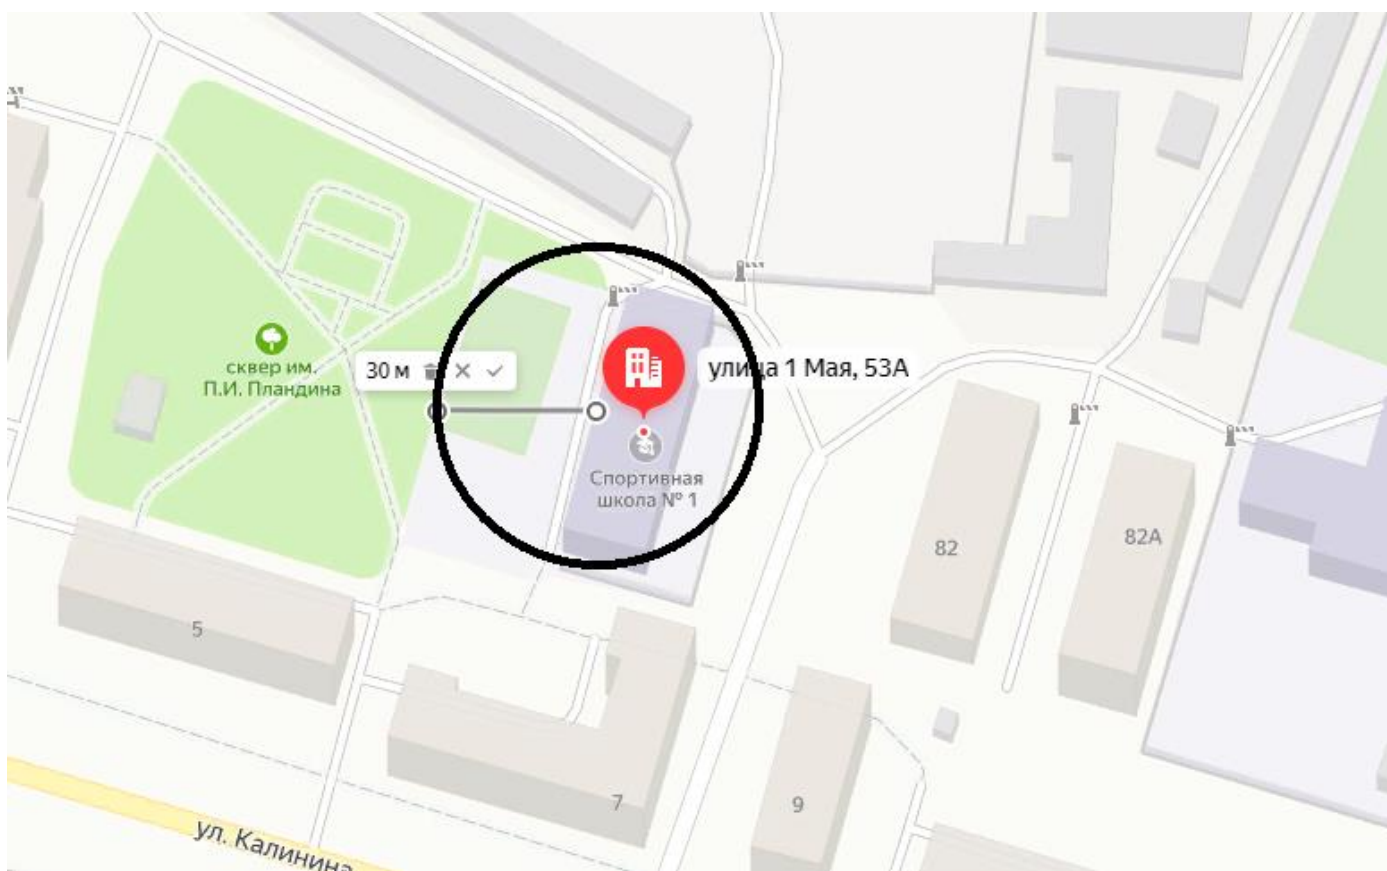 сквер им.
П.И. Пландина
30 м
улица 1 Мая, 53А
Спортивная
школа № 1
82
82А
5
7
9
ул. Калинина